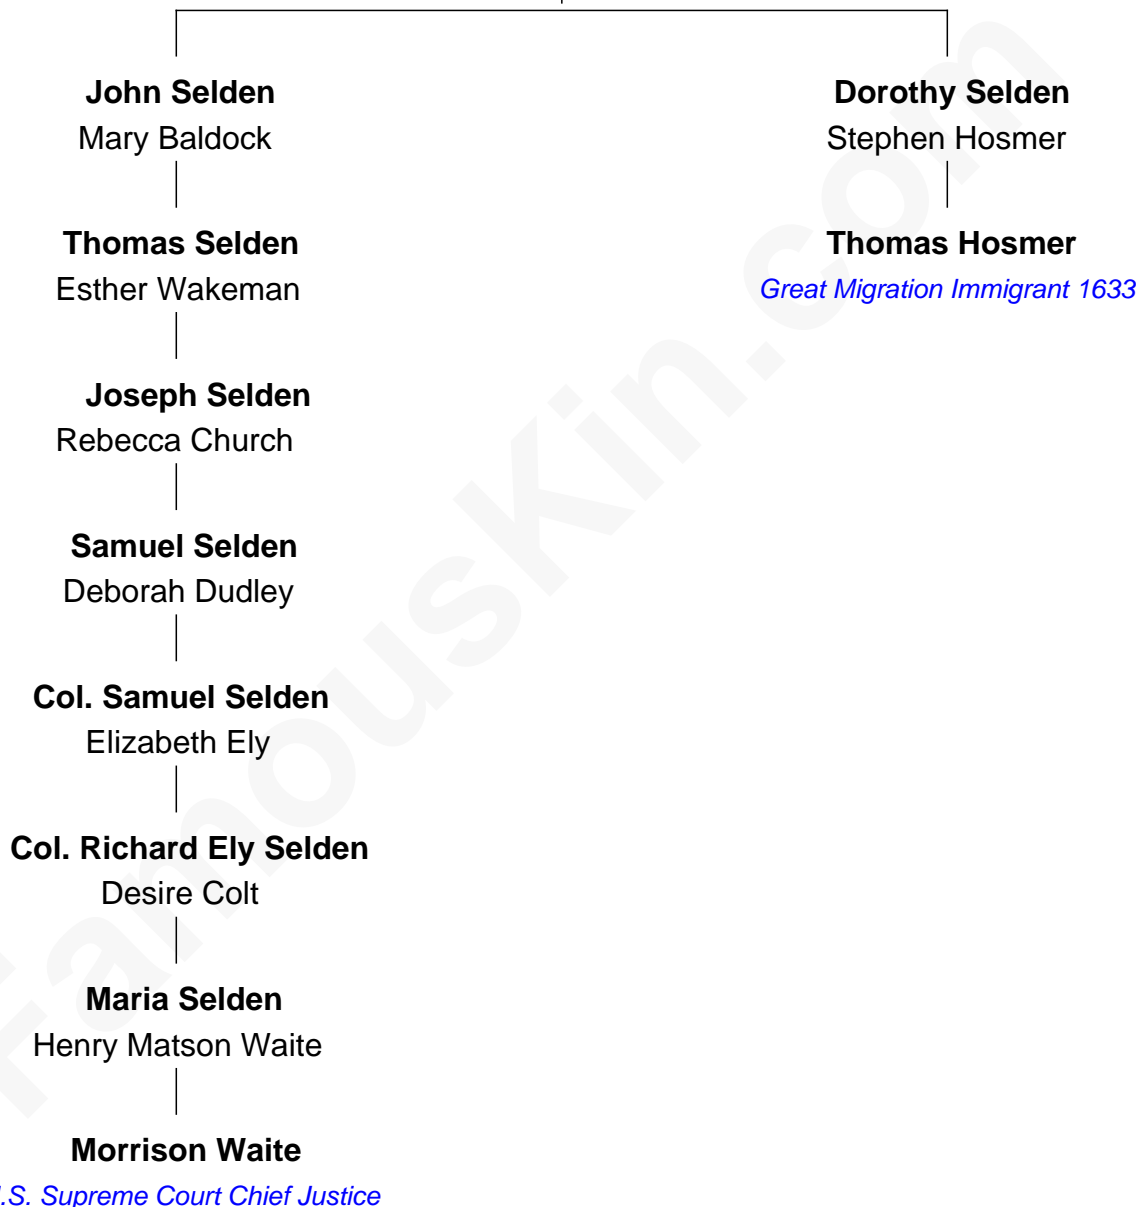 John Selden
Mary Baldock
Dorothy Selden
Stephen Hosmer
Thomas Selden
Esther Wakeman
Thomas Hosmer
Great Migration Immigrant 1633
Joseph Selden
Rebecca Church
Samuel Selden
Deborah Dudley
Col. Samuel Selden
Elizabeth Ely
Col. Richard Ely Selden
Desire Colt
Maria Selden
Henry Matson Waite
Morrison Waite
.S. Supreme Court Chief Justice
FamousKin.com